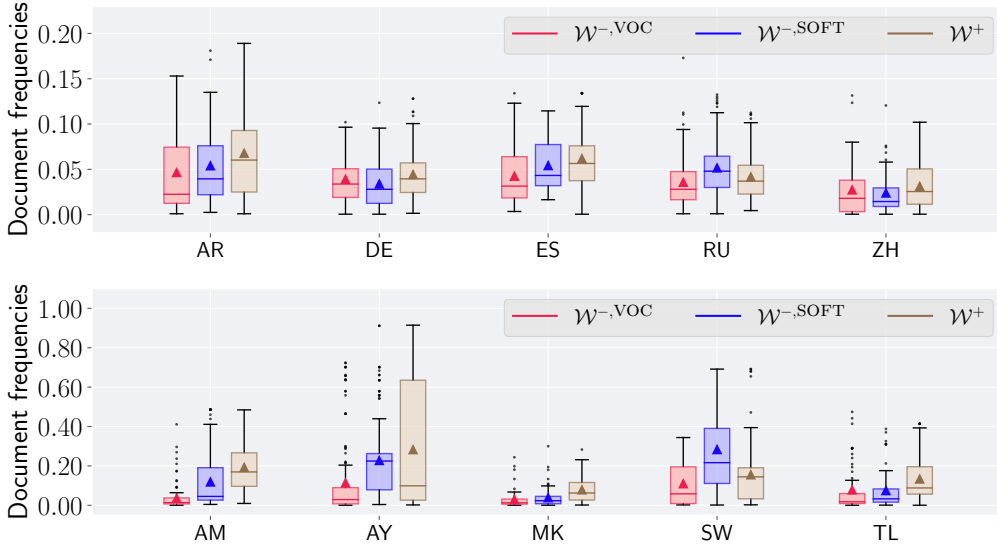 Document frequencies
0.20
0.15
0.10
0.05
0.00
𝒲−,VOC 𝒲−,SOFT 𝒲+
AR DE ES RU ZH
Document frequencies
1.00
0.80
0.60
0.40
0.20
0.00
𝒲−,VOC 𝒲−,SOFT 𝒲+
AM AY MK SW TL